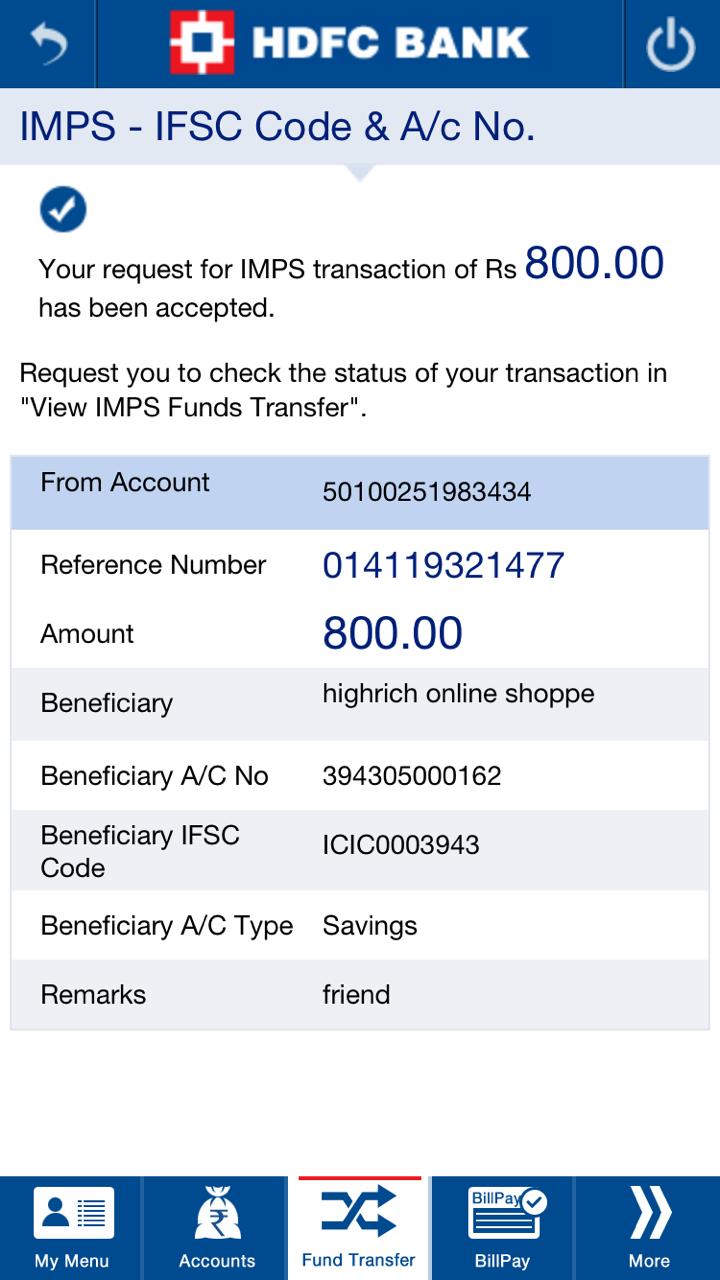 HDFC BANK
IMPS - IFSC Code & A/c No.
Your request for IMPS transaction of Rs 800.00
has been accepted.
Request you to check the status of your transaction in
"View IMPS Funds Transfer".
From Account 50100251983434
Reference Number 014119321477
Amount 800.00
Beneficiary highrich online shoppe
Beneficiary A/C No 394305000162
Beneficiary IFSC
Code ICIC0003943
Beneficiary A/C Type Savings
Remarks friend
BillPay
My Menu Accounts Fund Transfer BillPay More